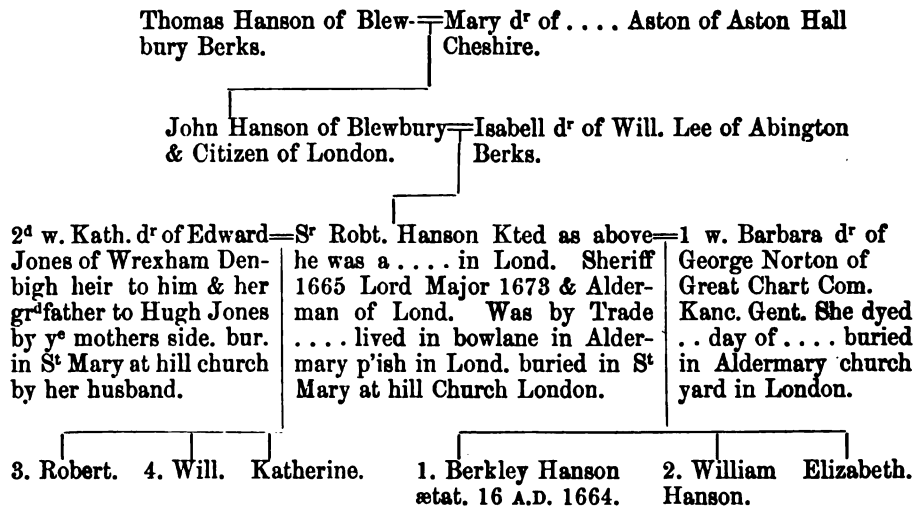 Thomas Hanson of Blew-
bury Berks.
Mary dʳ of . . . . Aston of Aston Hall
Cheshire.
John Hanson of Blewbury
& Citizen of London.
Isabell dʳ of Will. Lee of Abington
Berks.
2ᵈ w. Kath. dʳ of Edward
Jones of Wrexham Den-
bigh heir to him & her
grᵈfather to Hugh Jones
by yᵉ mothers side. bur.
in Sᵗ Mary at hill church
by her husband.
Sʳ Robt. Hanson Kted as above
he was a . . . . in Lond. Sheriff
1665 Lord Major 1673 & Alder-
man of Lond. Was by Trade
. . . . lived in bowlane in Alder-
mary p'ish in Lond. buried in Sᵗ
Mary at hill Church London.
1 w. Barbara dʳ of
George Norton of
Great Chart Com.
Kanc. Gent. She dyed
. . day of . . . . buried
in Aldermary church
yard in London.
3. Robert. 4. Will. Katherine.
1. Berkley Hanson
ætat. 16 A.D. 1664.
2. William
Hanson.
Elizabeth.